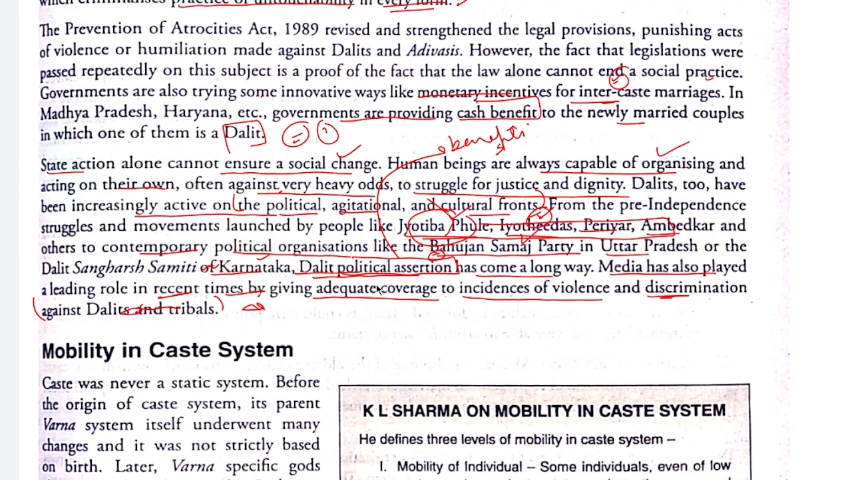 which criminalises practice of untouchability in every form.
The Prevention of Atrocities Act, 1989 revised and strengthened the legal provisions, punishing acts
of violence or humiliation made against Dalits and Adivasis. However, the fact that legislations were
passed repeatedly on this subject is a proof of the fact that the law alone cannot end a social practice.
Governments are also trying some innovative ways like monetary incentives for inter-caste marriages. In
Madhya Pradesh, Haryana, etc., governments are providing cash benefit to the newly married couples
in which one of them is a Dalit.
benefits
State action alone cannot ensure a social change. Human beings are always capable of organising and
acting on their own, often against very heavy odds, to struggle for justice and dignity. Dalits, too, have
been increasingly active on the political, agitational, and cultural fronts. From the pre-Independence
struggles and movements launched by people like Jyotiba Phule, Iyotheedas, Periyar, Ambedkar and
others to contemporary political organisations like the Bahujan Samaj Party in Uttar Pradesh or the
Dalit Sangharsh Samiti of Karnataka, Dalit political assertion has come a long way. Media has also played
a leading role in recent times by giving adequate coverage to incidences of violence and discrimination
against Dalits and tribals.
Mobility in Caste System
Caste was never a static system. Before
the origin of caste system, its parent
Varna system itself underwent many
changes and it was not strictly based
on birth. Later, Varna specific gods
K L SHARMA ON MOBILITY IN CASTE SYSTEM
He defines three levels of mobility in caste system –
I. Mobility of Individual – Some individuals, even of low